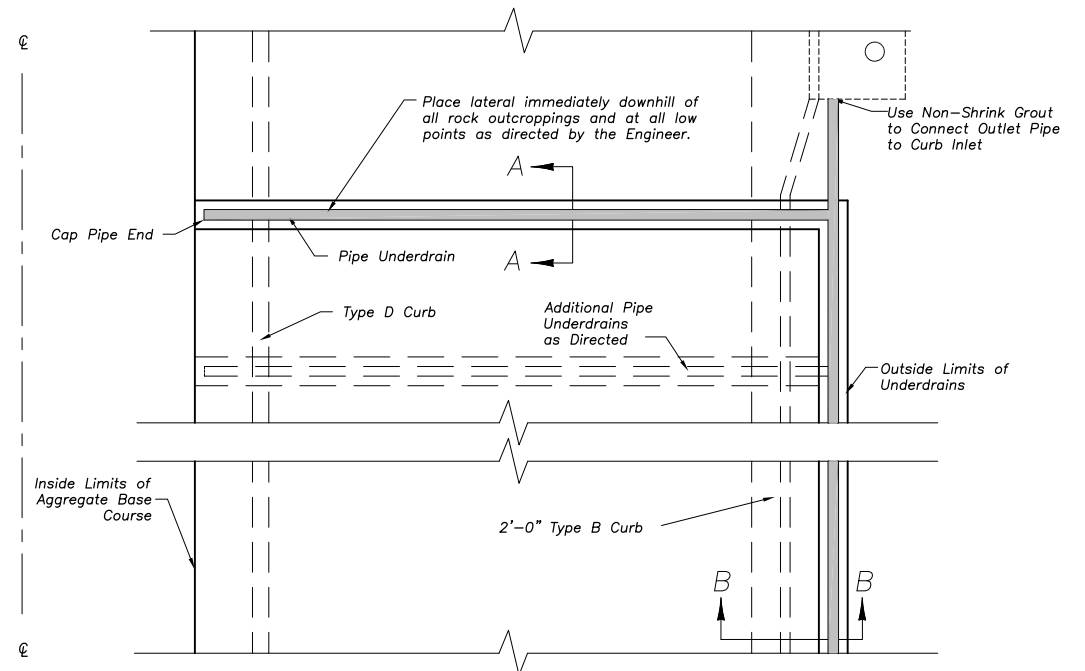 ℄
Place lateral immediately downhill of
all rock outcroppings and at all low
points as directed by the Engineer.
Use Non-Shrink Grout
to Connect Outlet Pipe
to Curb Inlet
A
Cap Pipe End
Pipe Underdrain
A
Type D Curb
Additional Pipe
Underdrains
as Directed
Outside Limits of
Underdrains
Inside Limits of
Aggregate Base
Course
2'-0" Type B Curb
B
B
℄